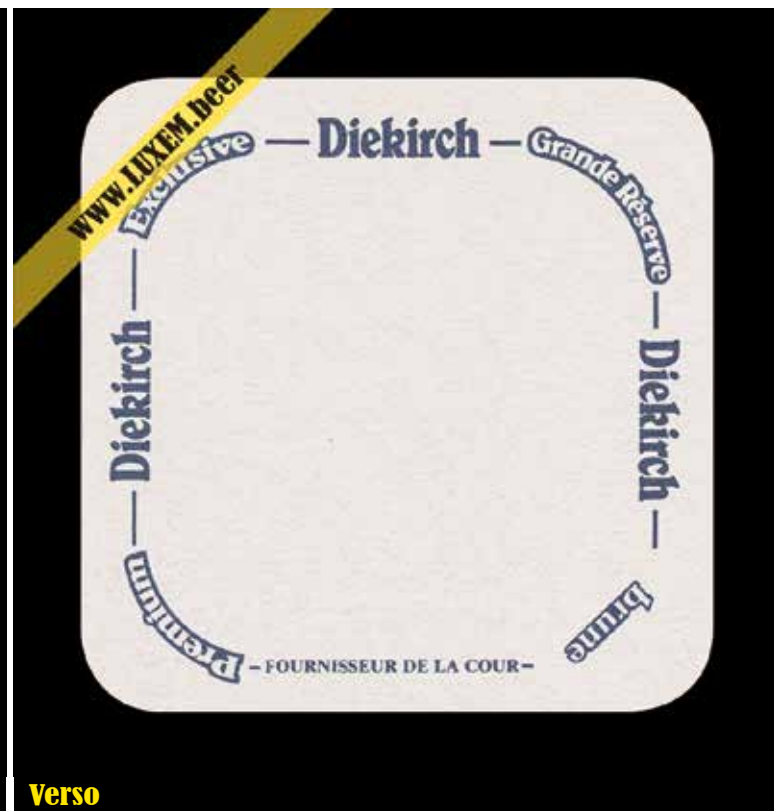 www.LUXEM.beer
Exclusive — Diekirch — Grande Réserve
— Diekirch —
brune
– FOURNISSEUR DE LA COUR –
Premium
— Diekirch —
Verso